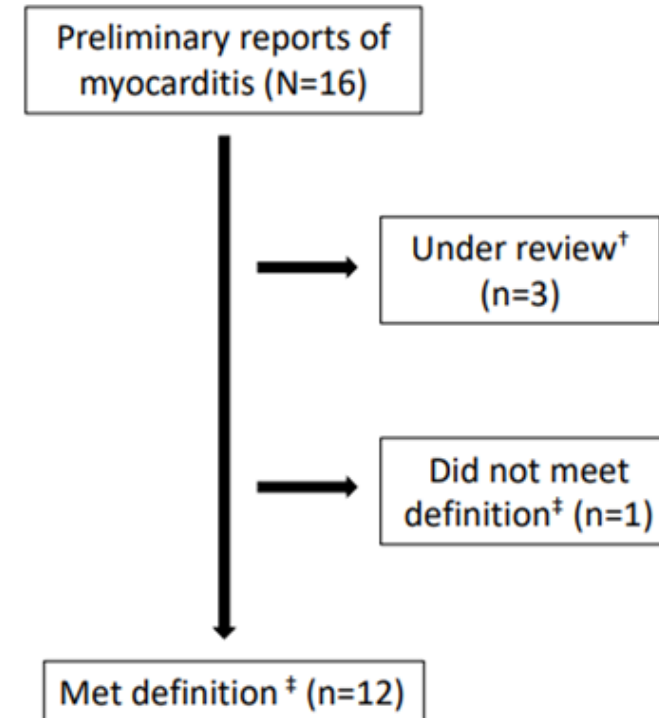 Preliminary reports of
myocarditis (N=16)
Under review†
(n=3)
Did not meet
definition‡ (n=1)
Met definition ‡ (n=12)